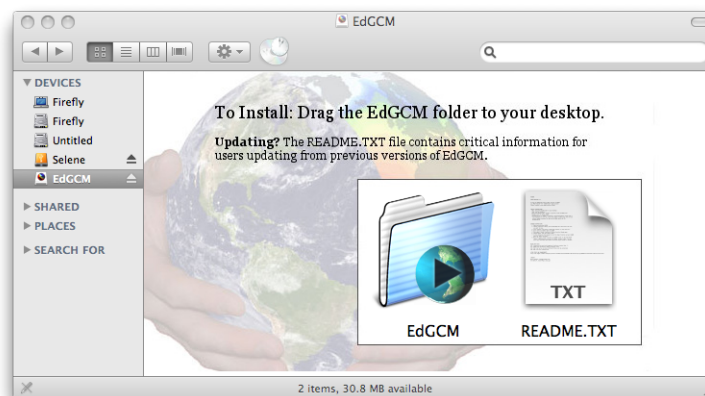 EdGCM
DEVICES
Firefly
Firefly
Untitled
Selene
EdGCM
SHARED
PLACES
SEARCH FOR
To Install: Drag the EdGCM folder to your desktop.
Updating? The README.TXT file contains critical information for
users updating from previous versions of EdGCM.
TXT
EdGCM
README.TXT
2 items, 30.8 MB available